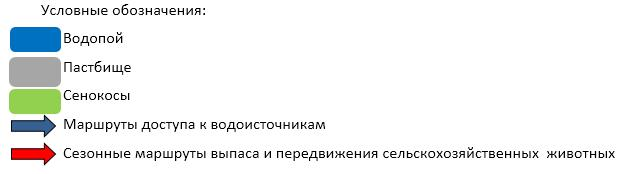 Условные обозначения:
Водопой
Пастбище
Сенокосы
Маршруты доступа к водоисточникам
Сезонные маршруты выпаса и передвижения сельскохозяйственных животных